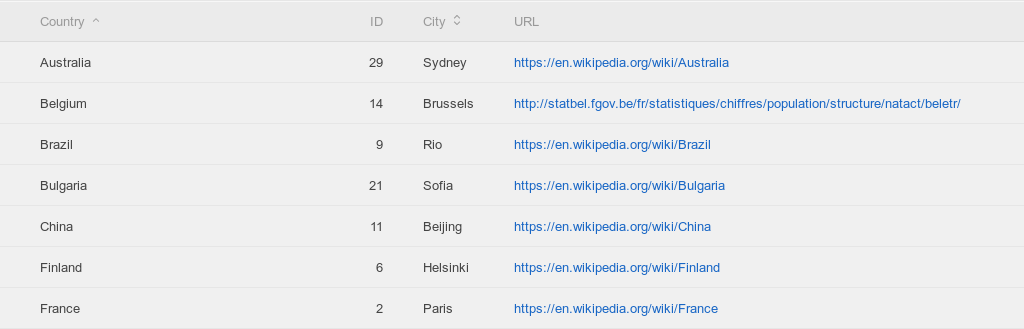 Country ID City URL
Australia 29 Sydney https://en.wikipedia.org/wiki/Australia
Belgium 14 Brussels http://statbel.fgov.be/fr/statistiques/chiffres/population/structure/natact/beletr/
Brazil 9 Rio https://en.wikipedia.org/wiki/Brazil
Bulgaria 21 Sofia https://en.wikipedia.org/wiki/Bulgaria
China 11 Beijing https://en.wikipedia.org/wiki/China
Finland 6 Helsinki https://en.wikipedia.org/wiki/Finland
France 2 Paris https://en.wikipedia.org/wiki/France